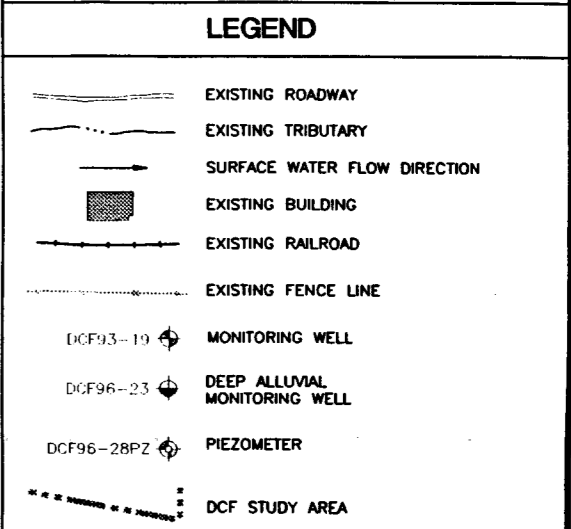 LEGEND
EXISTING ROADWAY
EXISTING TRIBUTARY
SURFACE WATER FLOW DIRECTION
EXISTING BUILDING
EXISTING RAILROAD
EXISTING FENCE LINE
DCF93-19 MONITORING WELL
DCF96-23 DEEP ALLUVIAL
MONITORING WELL
DCF96-28PZ PIEZOMETER
DCF STUDY AREA